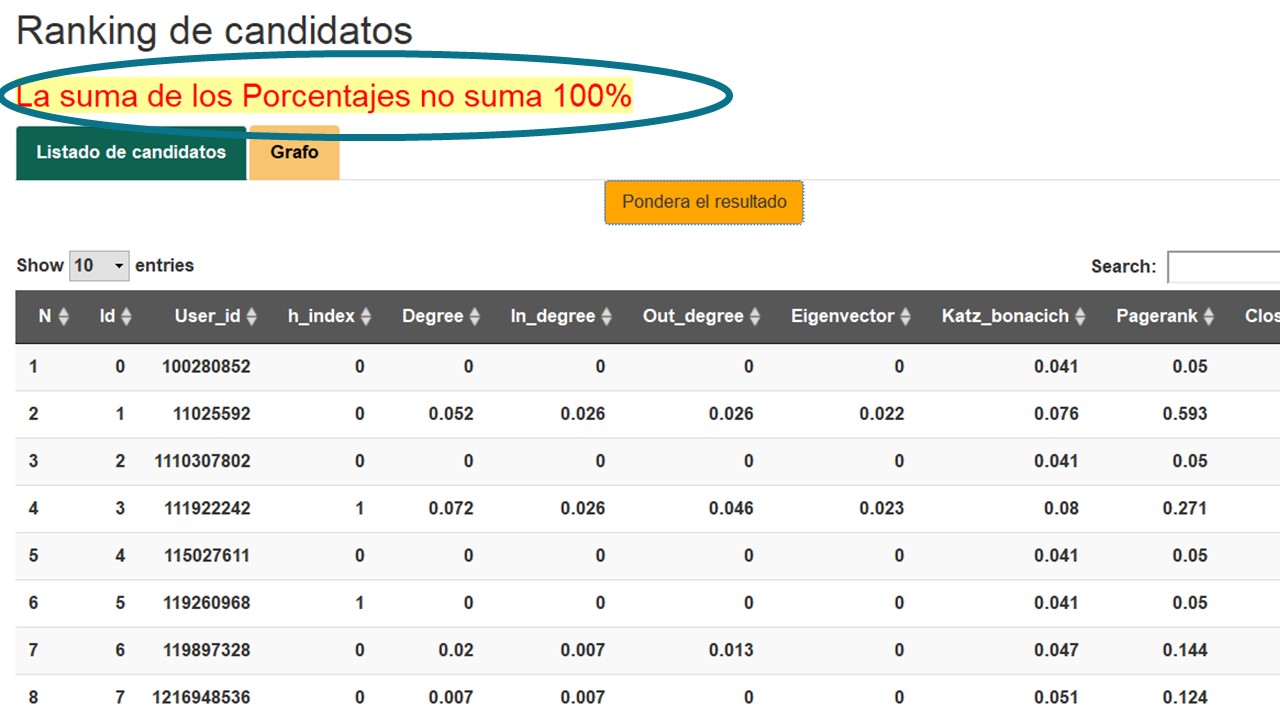 Ranking de candidatos
La suma de los Porcentajes no suma 100%
Listado de candidatos Grafo
Pondera el resultado
Show 10 entries Search:
N Id User_id h_index Degree In_degree Out_degree Eigenvector Katz_bonacich Pagerank Clos
1 0 100280852 0 0 0 0 0 0.041 0.05
2 1 11025592 0 0.052 0.026 0.026 0.022 0.076 0.593
3 2 1110307802 0 0 0 0 0 0.041 0.05
4 3 111922242 1 0.072 0.026 0.046 0.023 0.08 0.271
5 4 115027611 0 0 0 0 0 0.041 0.05
6 5 119260968 1 0 0 0 0 0.041 0.05
7 6 119897328 0 0.02 0.007 0.013 0 0.047 0.144
8 7 1216948536 0 0.007 0.007 0 0 0.051 0.124